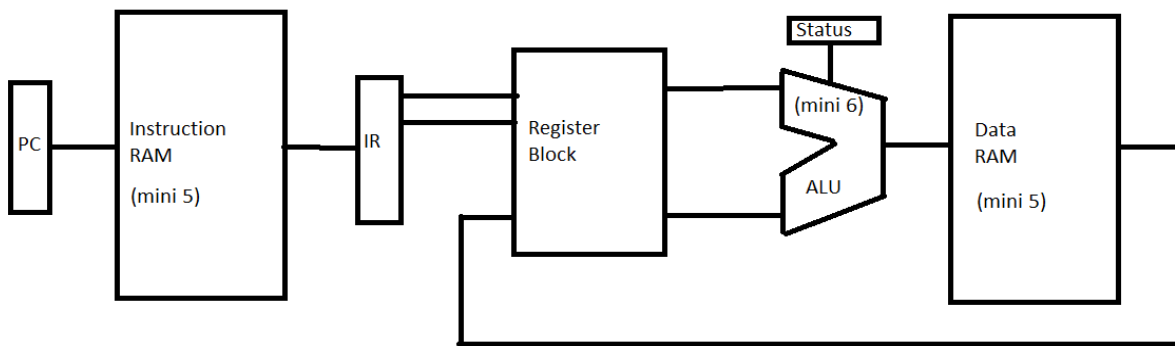 PC
Instruction
RAM
(mini 5)
IR
Register
Block
Status
(mini 6)
ALU
Data
RAM
(mini 5)